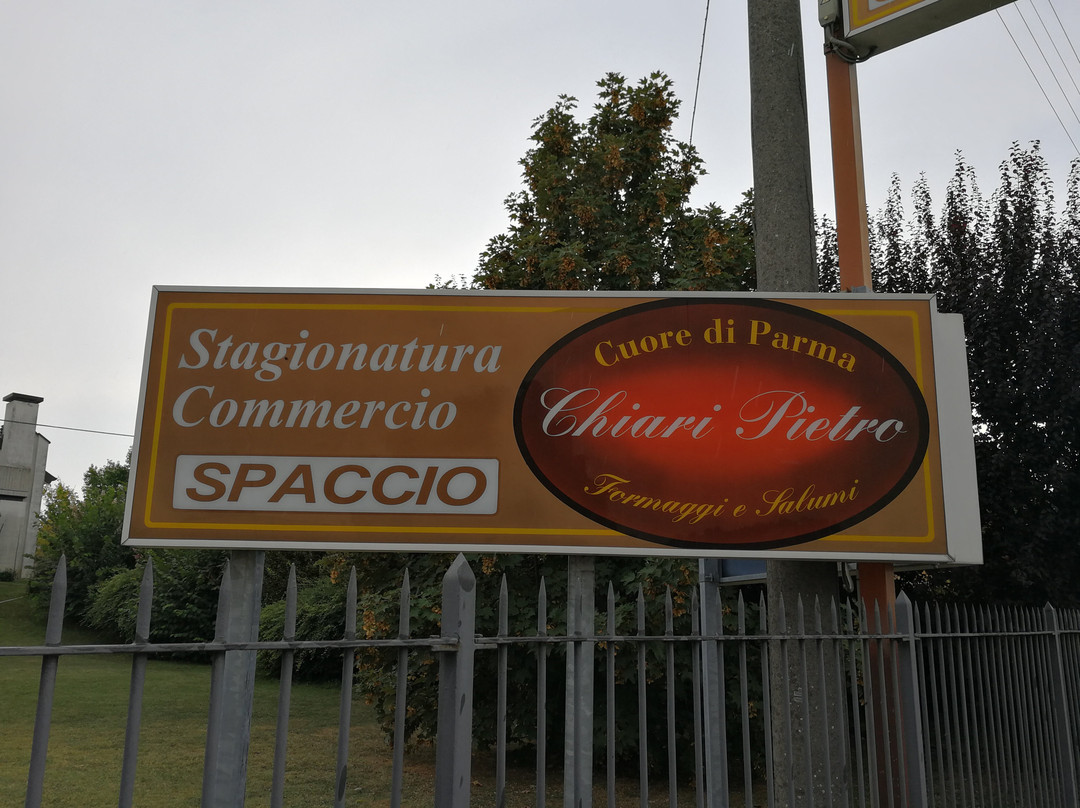 Stagionatura
Commercio
SPACCIO
Cuore di Parma
Chiari Pietro
Formaggi e Salumi